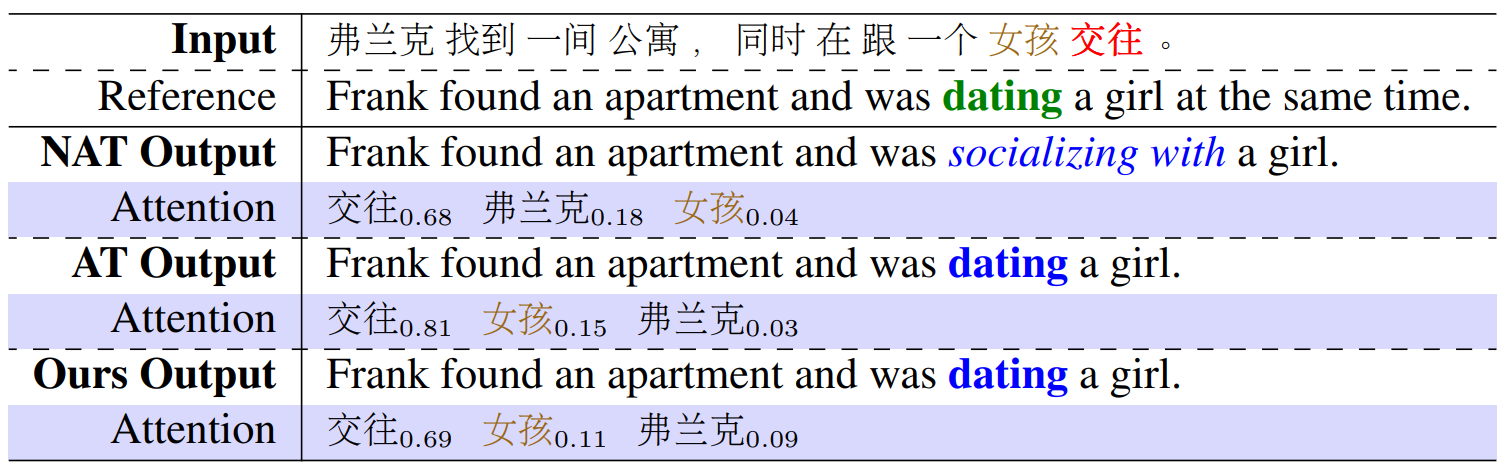 Input 弗兰克 找到 一间 公寓 ， 同时 在 跟 一个 女孩 交往 。
Reference Frank found an apartment and was dating a girl at the same time.
NAT Output Frank found an apartment and was socializing with a girl.
Attention 交往0.68 弗兰克0.18 女孩0.04
AT Output Frank found an apartment and was dating a girl.
Attention 交往0.81 女孩0.15 弗兰克0.03
Ours Output Frank found an apartment and was dating a girl.
Attention 交往0.69 女孩0.11 弗兰克0.09